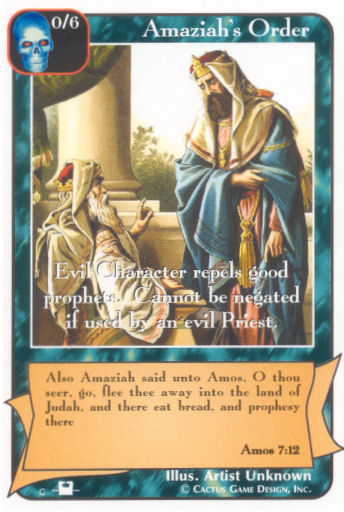 0/6
Amaziah's Order
Evil Character repels good
prophets. Cannot be negated
if used by an evil Priest.
Also Amaziah said unto Amos, O thou
seer, go, flee thee away into the land of
Judah, and there eat bread, and prophesy
there
Amos 7:12
Illus. Artist Unknown
C
© Cactus Game Design, Inc.